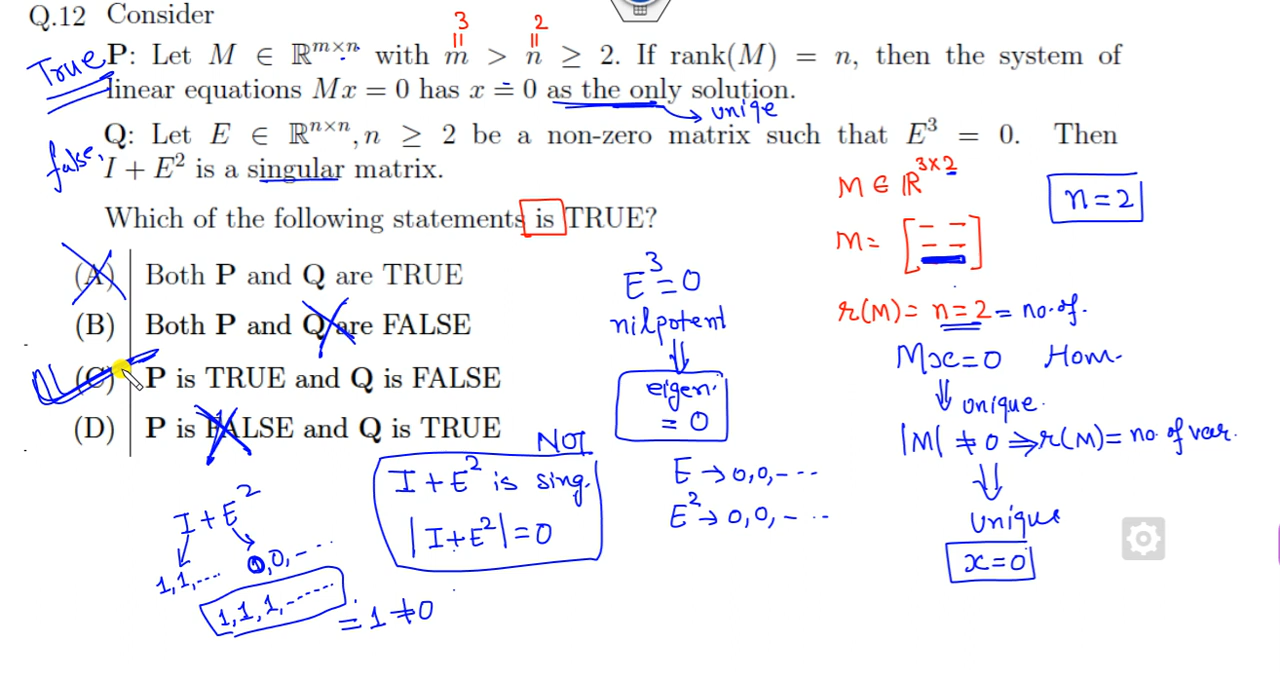 Q.12 Consider
3 2
|| ||
True P: Let M ∈ ℝ^{m×n} with m > n ≥ 2. If rank(M) = n, then the system of
linear equations Mx = 0 has x = 0 as the only solution.
→ uniqe
Q: Let E ∈ ℝ^{n×n}, n ≥ 2 be a non-zero matrix such that E³ = 0. Then
false, I + E² is a singular matrix.
Which of the following statements is TRUE?
(A) Both P and Q are TRUE
(B) Both P and Q are FALSE
(C) P is TRUE and Q is FALSE
(D) P is FALSE and Q is TRUE
E³ = 0
nilpotent
⇓
eigen.
= 0
E → 0,0,---
E² → 0,0,---
M ∈ ℝ^{3×2}
n = 2
M = [ ]
r(M) = n = 2 = no. of.
Mx = 0 Hom-
⇓ unique.
|M| ≠ 0 ⇒ r(M) = no. of var.
⇓
unique
x = 0
NOT
I + E² is sing.
|I + E²| = 0
I + E²
1,1,.... 0,0,-...
1,1,1,------ = 1 ≠ 0